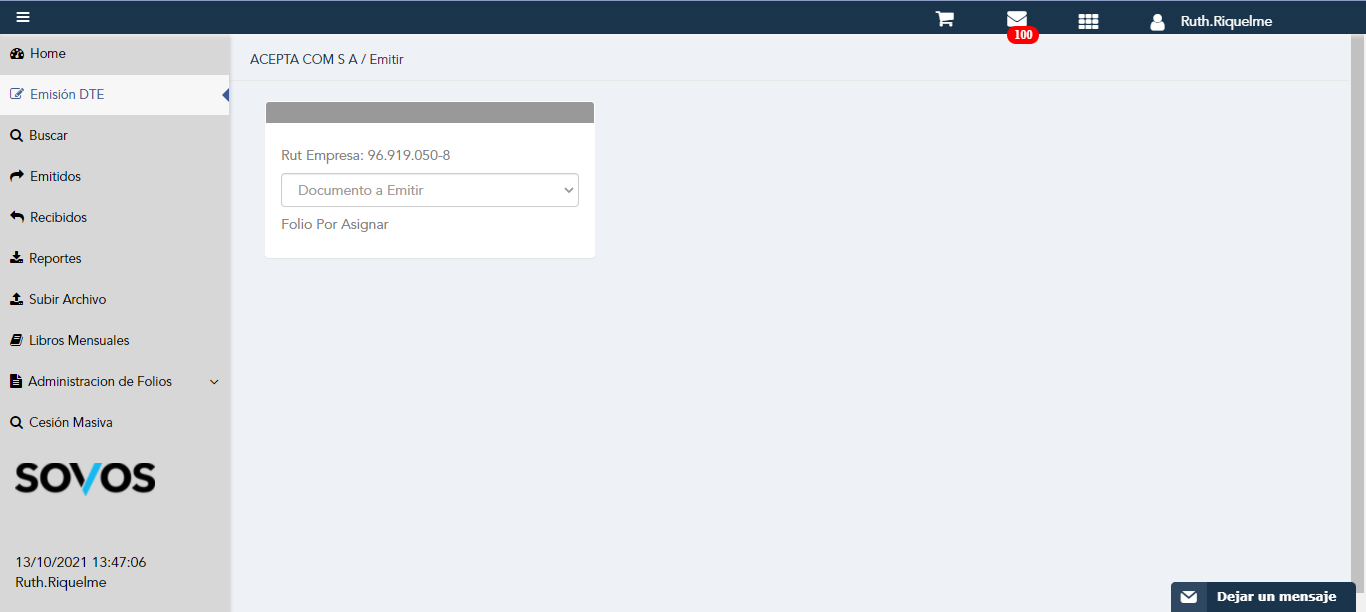 Ruth.Riquelme
100
Home
Emisión DTE
Buscar
Emitidos
Recibidos
Reportes
Subir Archivo
Libros Mensuales
Administracion de Folios
Cesión Masiva
SOVOS
13/10/2021 13:47:06
Ruth.Riquelme
ACEPTA COM S A / Emitir
Rut Empresa: 96.919.050-8
Documento a Emitir
Folio Por Asignar
Dejar un mensaje